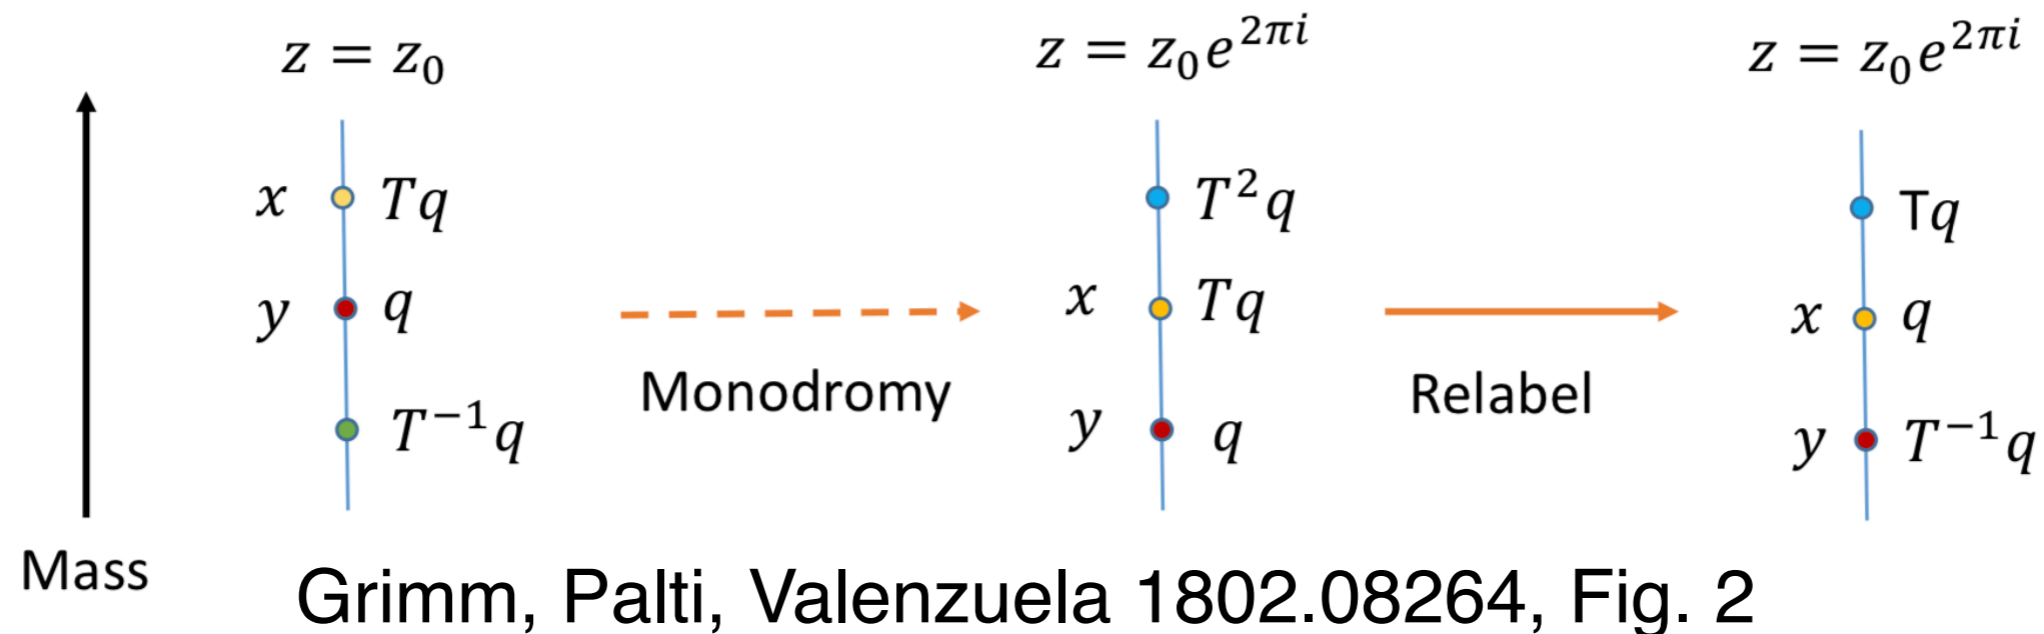 z = z₀
z = z₀e²πⁱ
z = z₀e²πⁱ
x Tq
T²q
Tq
y q
x Tq
x q
T⁻¹q
y q
y T⁻¹q
Monodromy
Relabel
Mass
Grimm, Palti, Valenzuela 1802.08264, Fig. 2